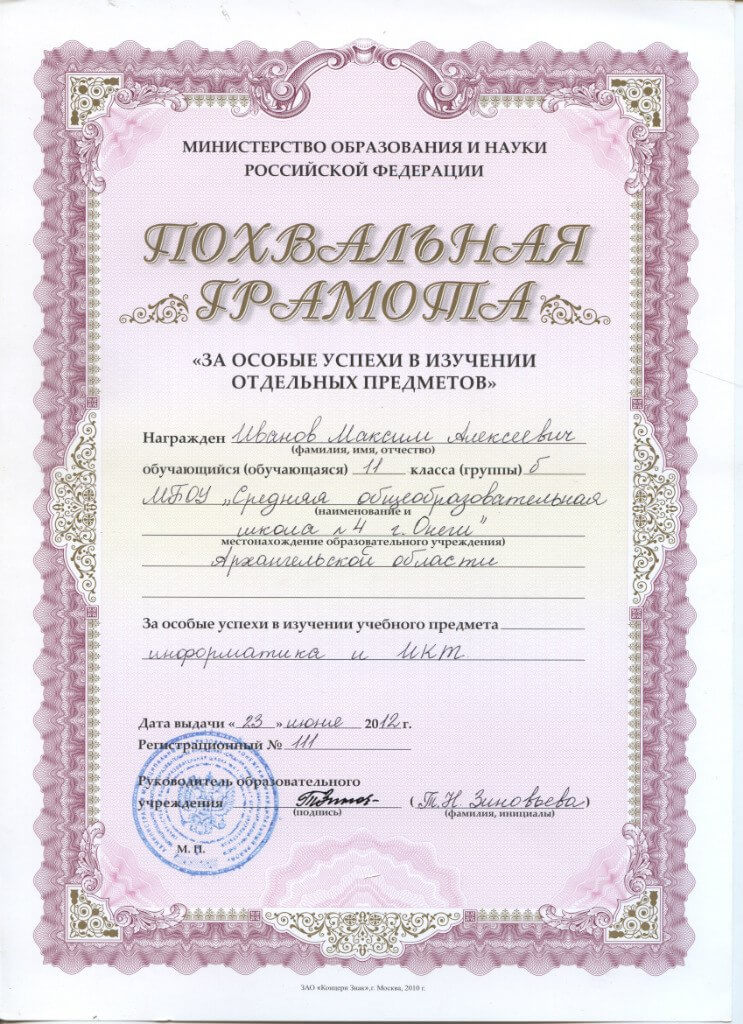 МИНИСТЕРСТВО ОБРАЗОВАНИЯ И НАУКИ
РОССИЙСКОЙ ФЕДЕРАЦИИ
ПОХВАЛЬНАЯ
ГРАМОТА
«ЗА ОСОБЫЕ УСПЕХИ В ИЗУЧЕНИИ
ОТДЕЛЬНЫХ ПРЕДМЕТОВ»
Награжден Иванов Максим Алексеевич
(фамилия, имя, отчество)
обучающийся (обучающаяся) 11 класса (группы) б
МБОУ „Средняя общеобразовательная
(наименование и
школа №4 г. Онеги"
местонахождение образовательного учреждения)
Архангельской области
За особые успехи в изучении учебного предмета
информатика и ИКТ
Дата выдачи « 23 » июня 2012 г.
Регистрационный № 111
Руководитель образовательного
учреждения (Т.Н. Зиновьева)
(подпись) (фамилия, инициалы)
М. П.
ЗАО «Концерн Знак», г. Москва, 2010 г.